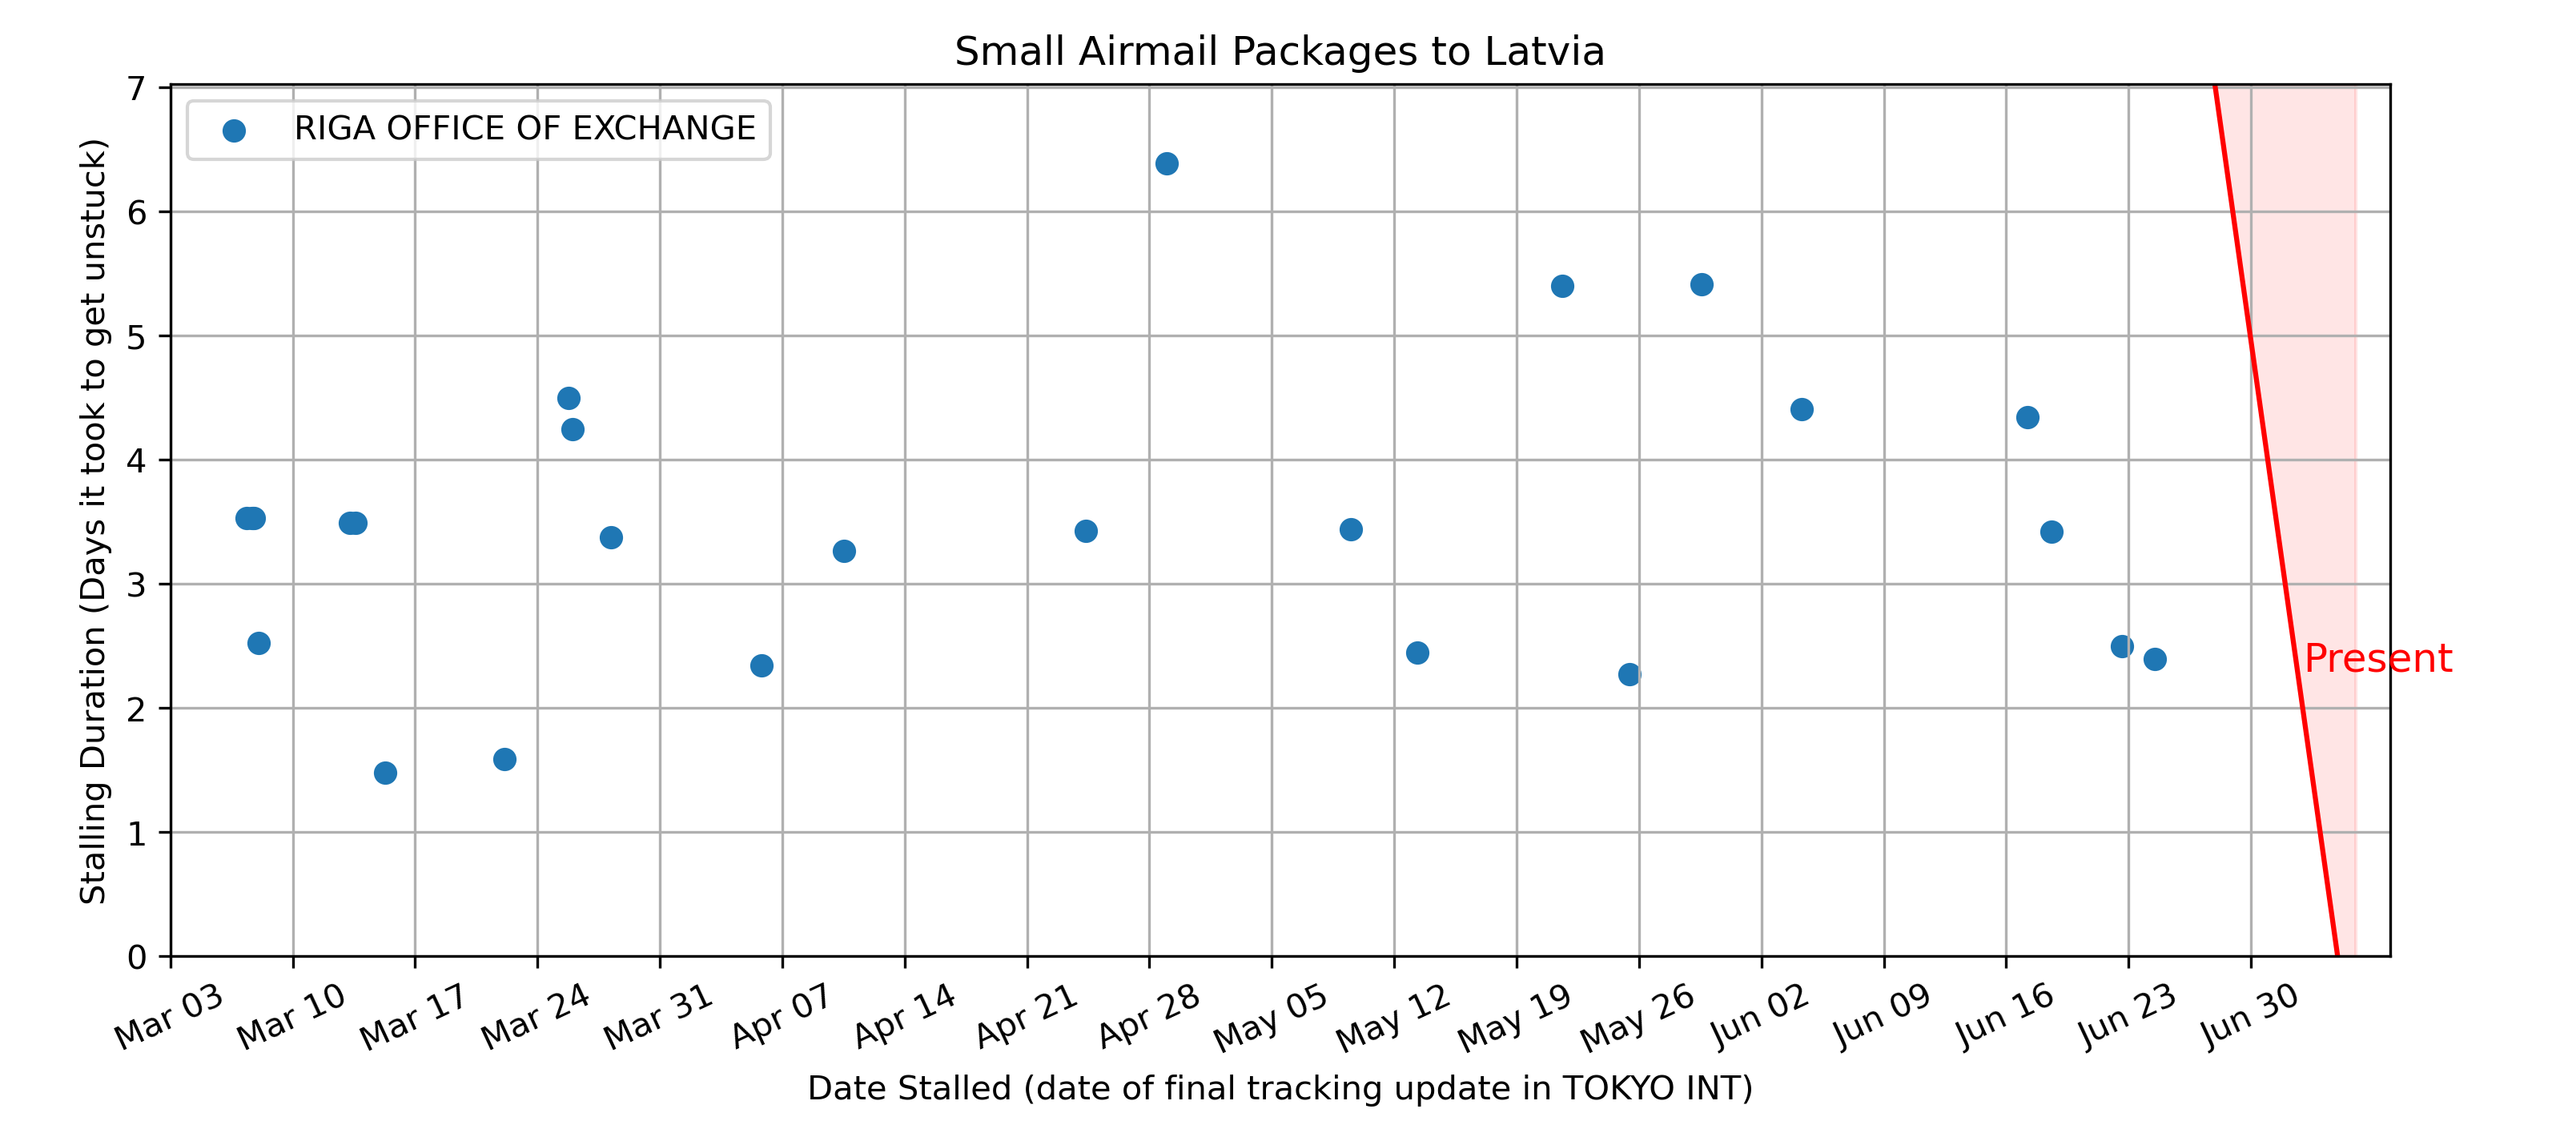 Small Airmail Packages to Latvia
RIGA OFFICE OF EXCHANGE
Stalling Duration (Days it took to get unstuck)
7
6
5
4
3
2
1
0
Present
Mar 03
Mar 10
Mar 17
Mar 24
Mar 31
Apr 07
Apr 14
Apr 21
Apr 28
May 05
May 12
May 19
May 26
Jun 02
Jun 09
Jun 16
Jun 23
Jun 30
Date Stalled (date of final tracking update in TOKYO INT)